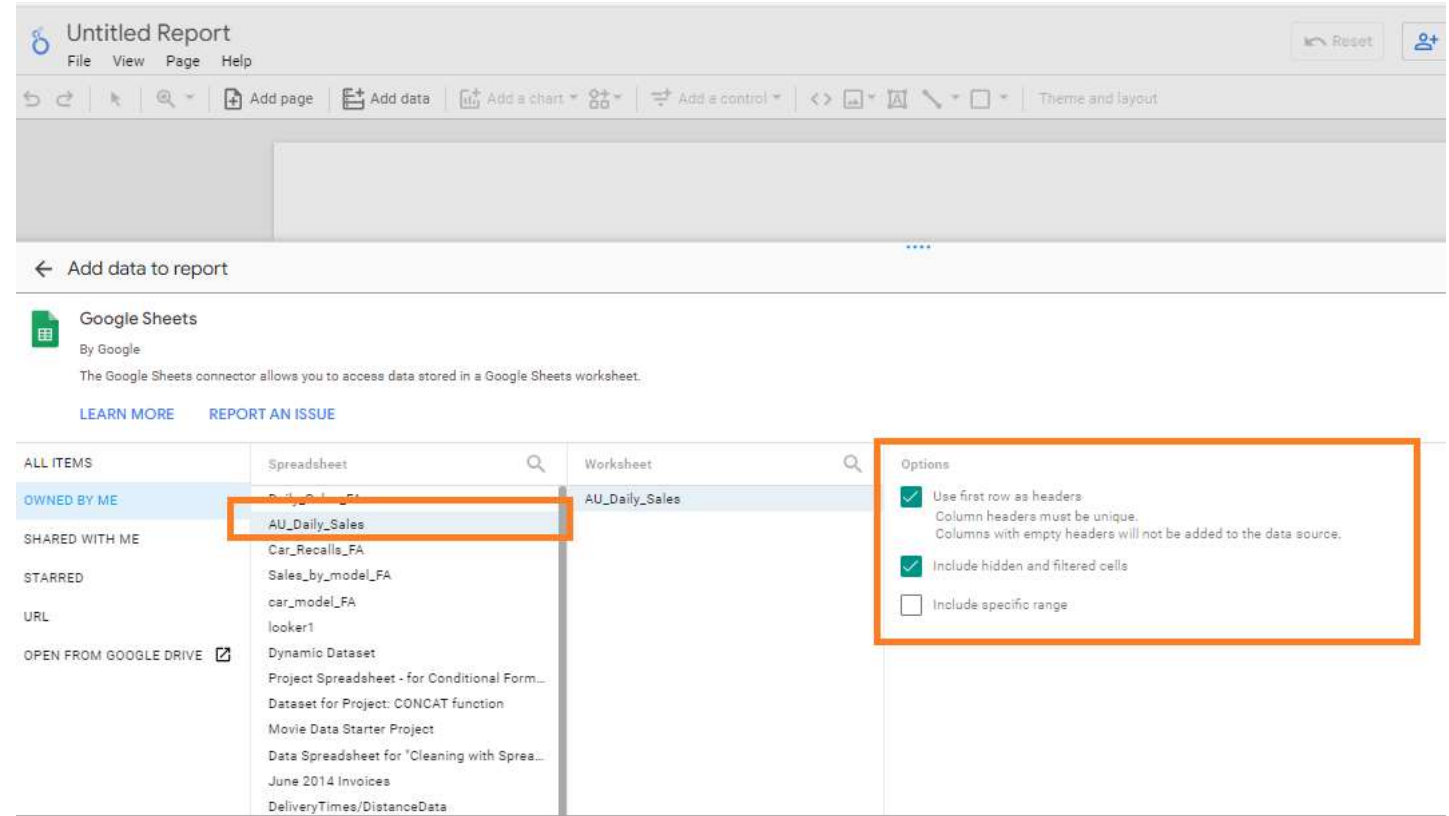 Untitled Report
File View Page Help
Reset
Add page Add data Add a chart Add a control Theme and layout
Add data to report
Google Sheets
By Google
The Google Sheets connector allows you to access data stored in a Google Sheets worksheet.
LEARN MORE REPORT AN ISSUE
ALL ITEMS
OWNED BY ME
SHARED WITH ME
STARRED
URL
OPEN FROM GOOGLE DRIVE
Spreadsheet
AU_Daily_Sales
Car_Recalls_FA
Sales_by_model_FA
car_model_FA
looker1
Dynamic Dataset
Project Spreadsheet - for Conditional Form...
Dataset for Project: CONCAT function
Movie Data Starter Project
Data Spreadsheet for "Cleaning with Sprea...
June 2014 Invoices
DeliveryTimes/DistanceData
Worksheet
AU_Daily_Sales
Options
Use first row as headers
Column headers must be unique.
Columns with empty headers will not be added to the data source.
Include hidden and filtered cells
Include specific range